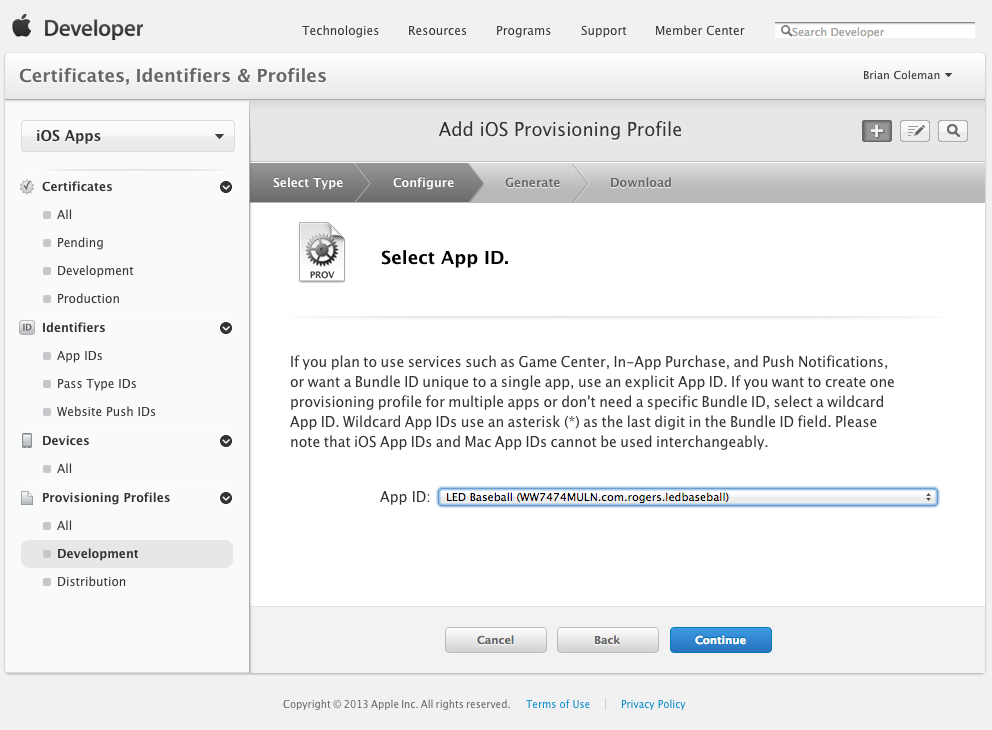 Developer
Technologies Resources Programs Support Member Center Search Developer
Certificates, Identifiers & Profiles
Brian Coleman
iOS Apps
Certificates
All
Pending
Development
Production
ID Identifiers
App IDs
Pass Type IDs
Website Push IDs
Devices
All
Provisioning Profiles
All
Development
Distribution
Add iOS Provisioning Profile
Select Type Configure Generate Download
PROV
Select App ID.
If you plan to use services such as Game Center, In-App Purchase, and Push Notifications,
or want a Bundle ID unique to a single app, use an explicit App ID. If you want to create one
provisioning profile for multiple apps or don't need a specific Bundle ID, select a wildcard
App ID. Wildcard App IDs use an asterisk (*) as the last digit in the Bundle ID field. Please
note that iOS App IDs and Mac App IDs cannot be used interchangeably.
App ID: LED Baseball (WW7474MULN.com.rogers.ledbaseball)
Cancel Back Continue
Copyright © 2013 Apple Inc. All rights reserved. Terms of Use Privacy Policy